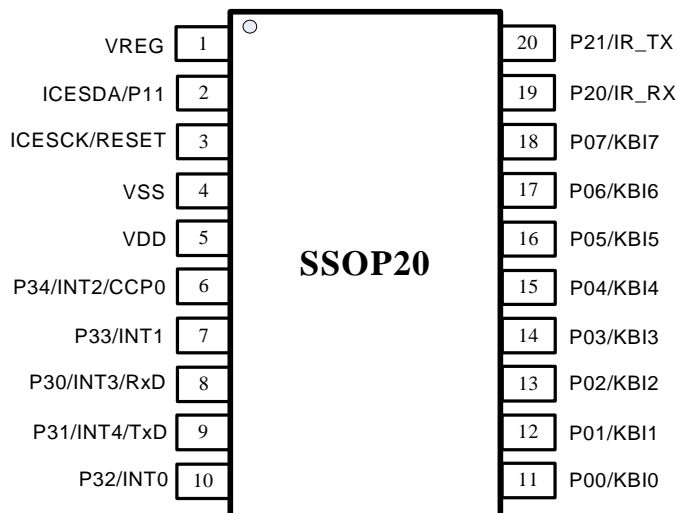 VREG 1 20 P21/IR_TX
ICESDA/P11 2 19 P20/IR_RX
ICESCK/RESET 3 18 P07/KBI7
VSS 4 17 P06/KBI6
VDD 5 16 P05/KBI5
SSOP20
P34/INT2/CCP0 6 15 P04/KBI4
P33/INT1 7 14 P03/KBI3
P30/INT3/RxD 8 13 P02/KBI2
P31/INT4/TxD 9 12 P01/KBI1
P32/INT0 10 11 P00/KBI0